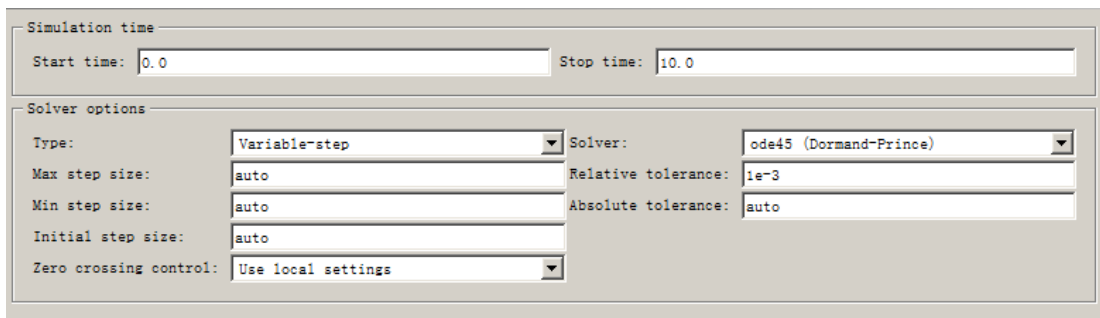 Simulation time
Start time: 0.0 Stop time: 10.0
Solver options
Type: Variable-step Solver: ode45 (Dormand-Prince)
Max step size: auto Relative tolerance: 1e-3
Min step size: auto Absolute tolerance: auto
Initial step size: auto
Zero crossing control: Use local settings